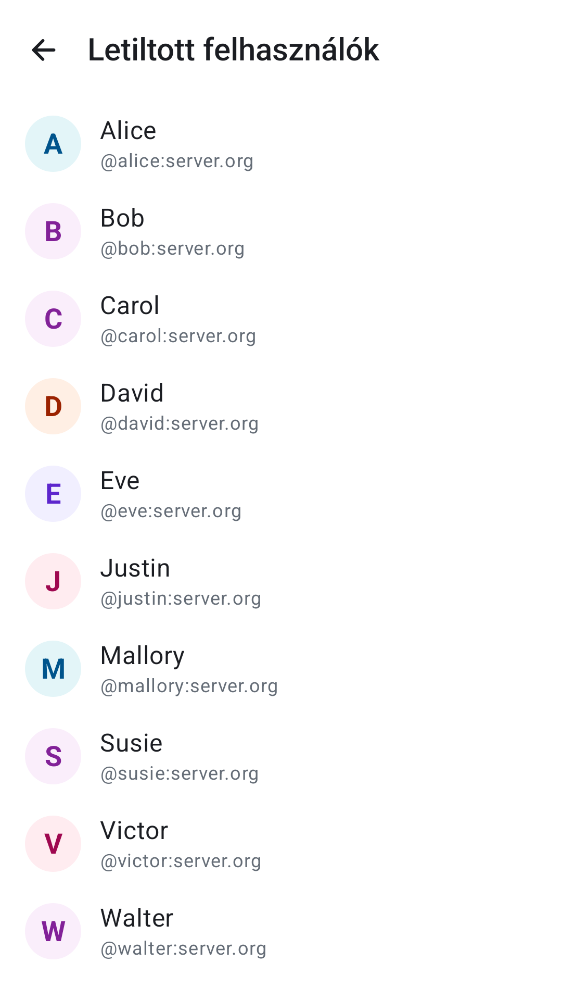 Letiltott felhasználók
A
Alice
@alice:server.org
B
Bob
@bob:server.org
C
Carol
@carol:server.org
D
David
@david:server.org
E
Eve
@eve:server.org
J
Justin
@justin:server.org
M
Mallory
@mallory:server.org
S
Susie
@susie:server.org
V
Victor
@victor:server.org
W
Walter
@walter:server.org